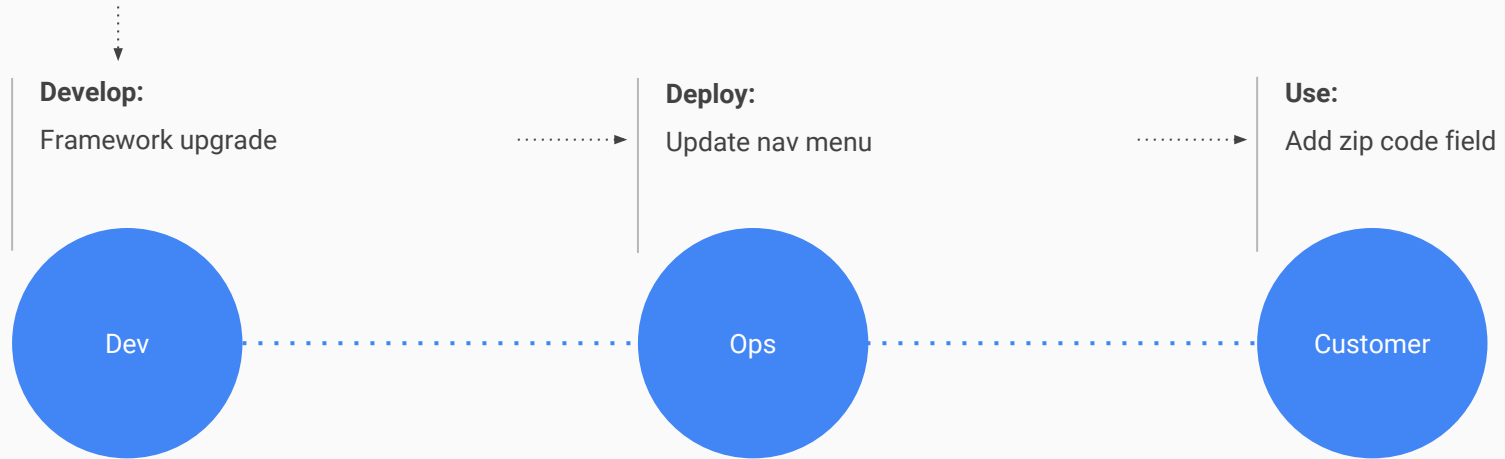 Develop:
Framework upgrade
Deploy:
Update nav menu
Use:
Add zip code field
Dev
Ops
Customer